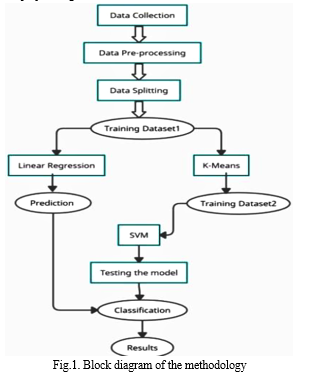 Data Collection
Data Pre-processing
Data Splitting
Training Dataset1
Linear Regression
K-Means
Prediction
Training Dataset2
SVM
Testing the model
Classification
Results
Fig.1. Block diagram of the methodology